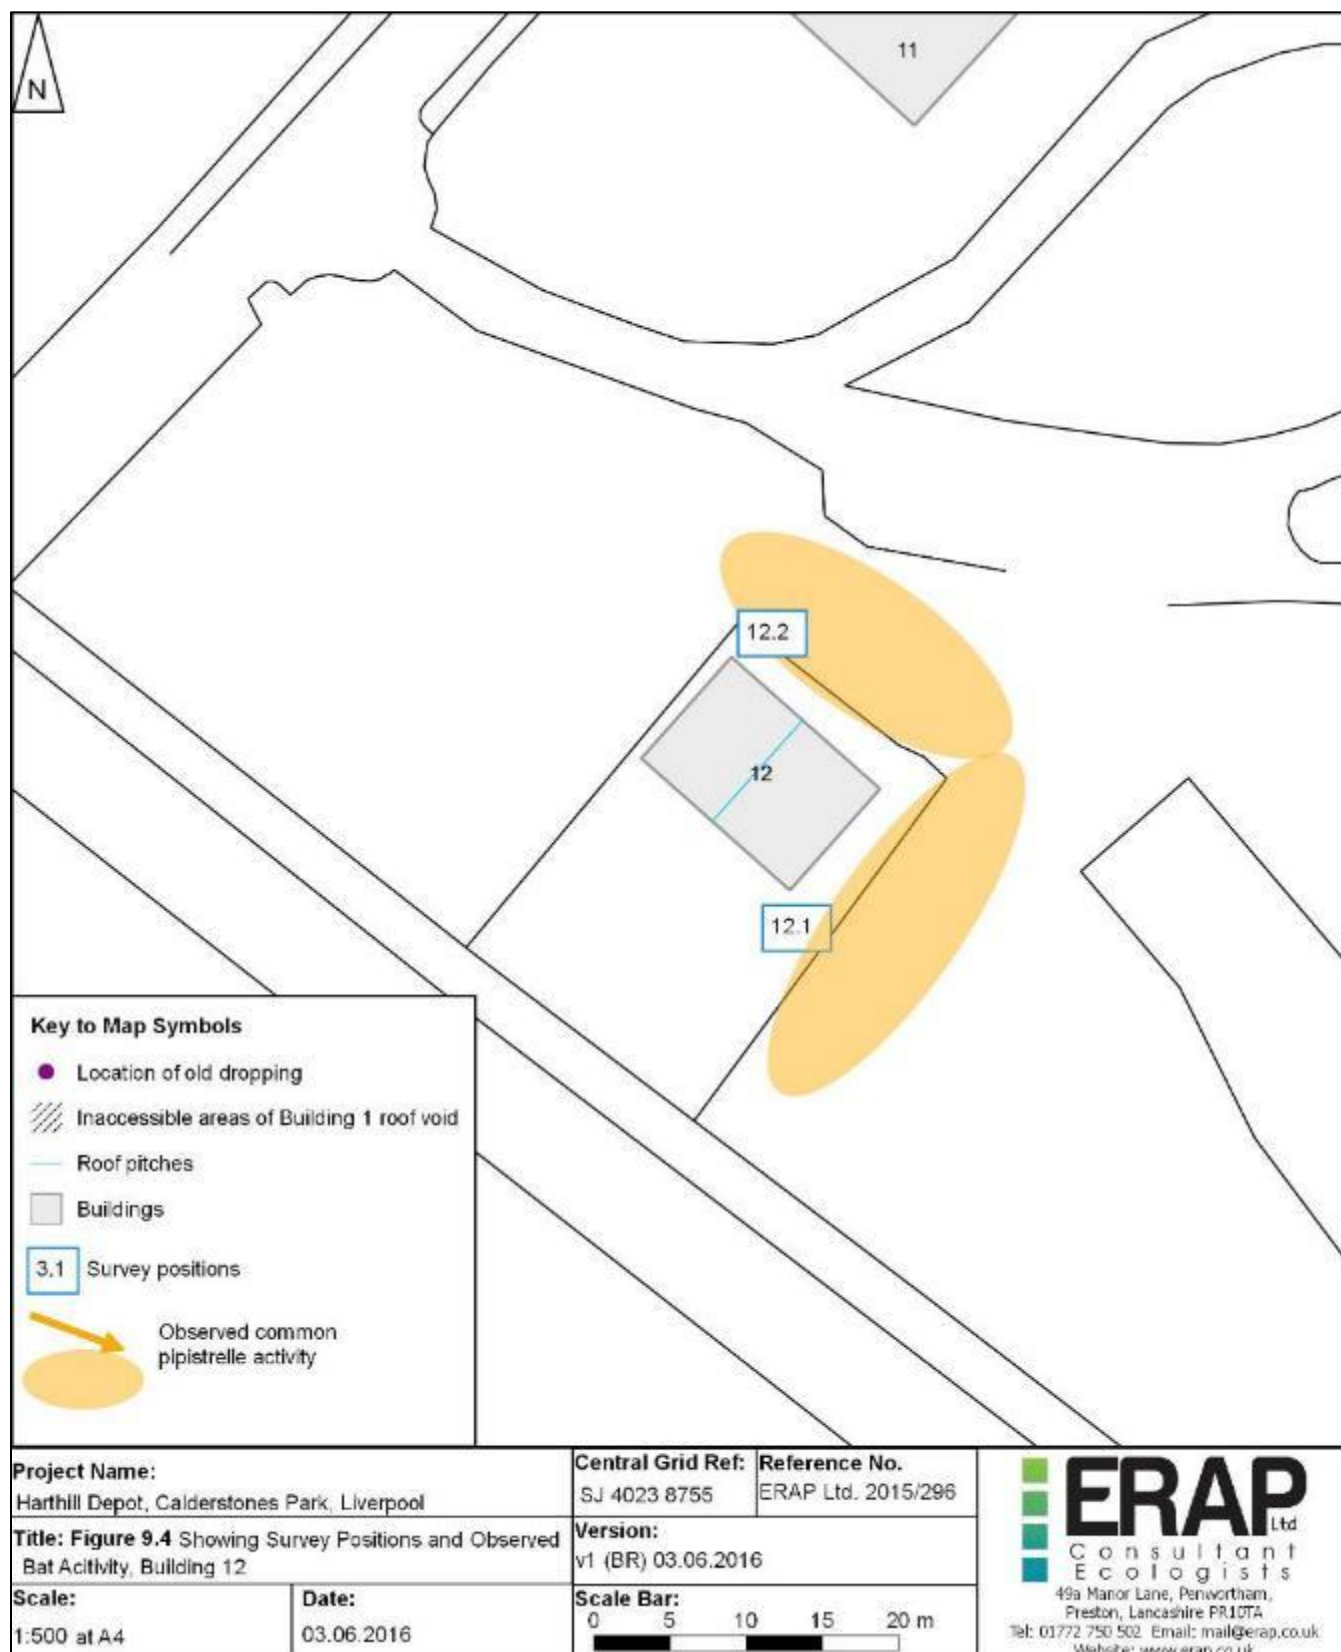 N
11
12.2
12
12.1
Key to Map Symbols
Location of old dropping
Inaccessible areas of Building 1 roof void
Roof pitches
Buildings
3.1 Survey positions
Observed common
pipistrelle activity
Project Name:
Harthill Depot, Calderstones Park, Liverpool
Title: Figure 9.4 Showing Survey Positions and Observed
Bat Acitivity, Building 12
Scale:
1:500 at A4
Date:
03.06.2016
Central Grid Ref:
SJ 4023 8755
Reference No.
ERAP Ltd. 2015/296
Version:
v1 (BR) 03.06.2016
Scale Bar:
0 5 10 15 20 m
ERAP
Ltd
Consultant
Ecologists
49a Manor Lane, Penwortham,
Preston, Lancashire PR10TA
Tel: 01772 750 502 Email: mail@erap.co.uk
Website: www.erap.co.uk